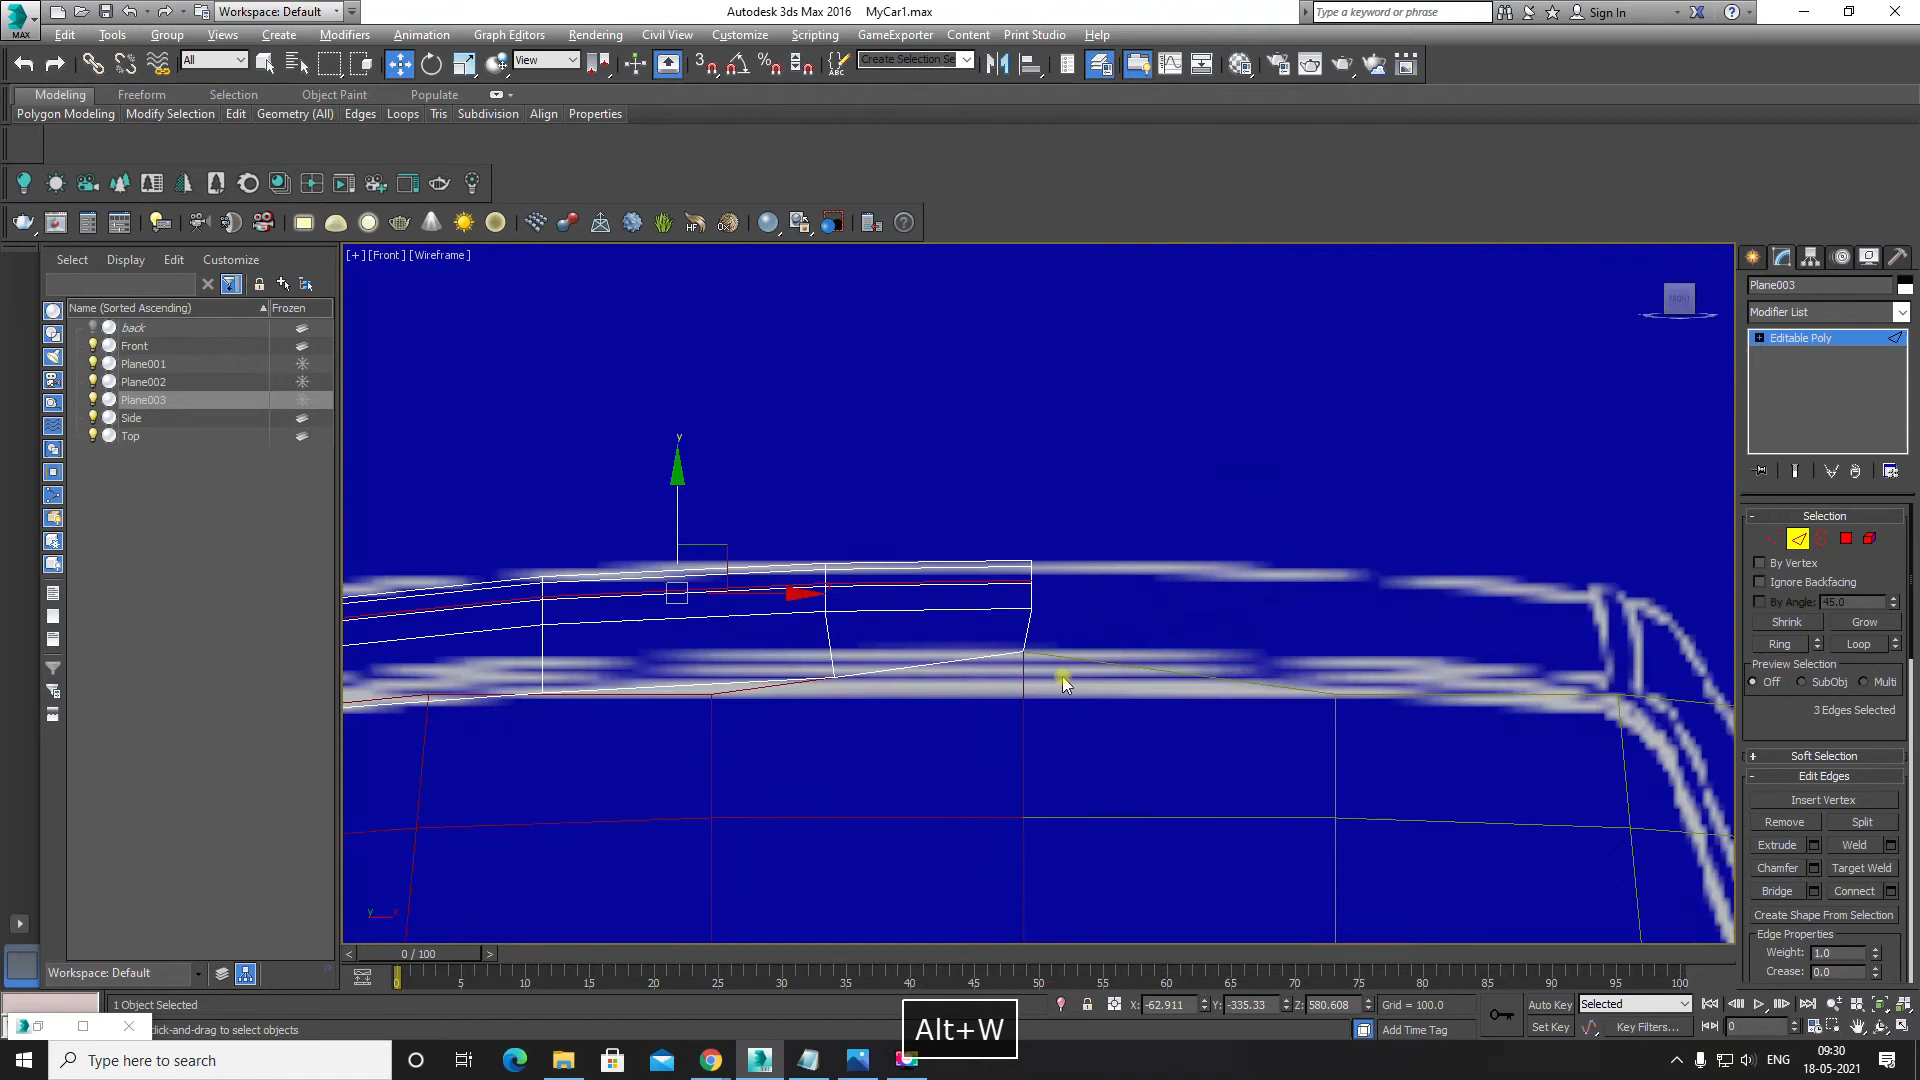 Workspace: Default
Autodesk 3ds Max 2016 MyCar1.max
Type a keyword or phrase
Sign In
MAX
Edit Tools Group Views Create Modifiers Animation Graph Editors Rendering Civil View Customize Scripting GameExporter Content Print Studio Help
All
View
3
ABC
Create Selection Se
Modeling Freeform Selection Object Paint Populate
Polygon Modeling Modify Selection Edit Geometry (All) Edges Loops Tris Subdivision Align Properties
HF
Select Display Edit Customize
Name (Sorted Ascending) Frozen
back
Front
Plane001
Plane002
Plane003
Side
Top
[+] [Front] [Wireframe]
FRONT
y
y x
Plane003
Modifier List
Editable Poly
Selection
By Vertex
Ignore Backfacing
By Angle: 45.0
Shrink Grow
Ring Loop
Preview Selection
Off SubObj Multi
3 Edges Selected
Soft Selection
Edit Edges
Insert Vertex
Remove Split
Extrude Weld
Chamfer Target Weld
Bridge Connect
Create Shape From Selection
Edge Properties
Weight: 1.0
Crease: 0.0
< 0 / 100 >
Workspace: Default
0 5 10 15 20 25 30 35 40 45 50 55 60 65 70 75 80 85 90 95 100
1 Object Selected
click-and-drag to select objects
X: -62.911 Y: -335.33 Z: 580.608 Grid = 100.0
Add Time Tag
Auto Key Selected
Set Key Key Filters...
0
Alt+W
Type here to search
ENG
09:30
18-05-2021